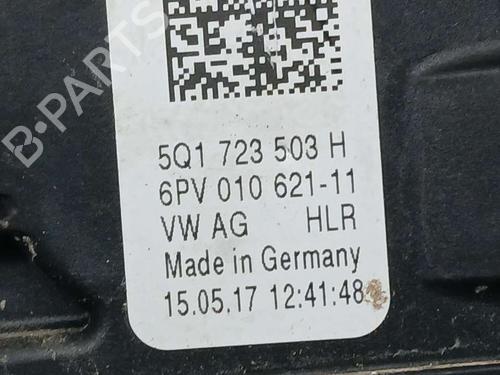 B-PARTS
5Q1 723 503 H
6PV 010 621-11
VW AG HLR
Made in Germany
15.05.17 12:41:48